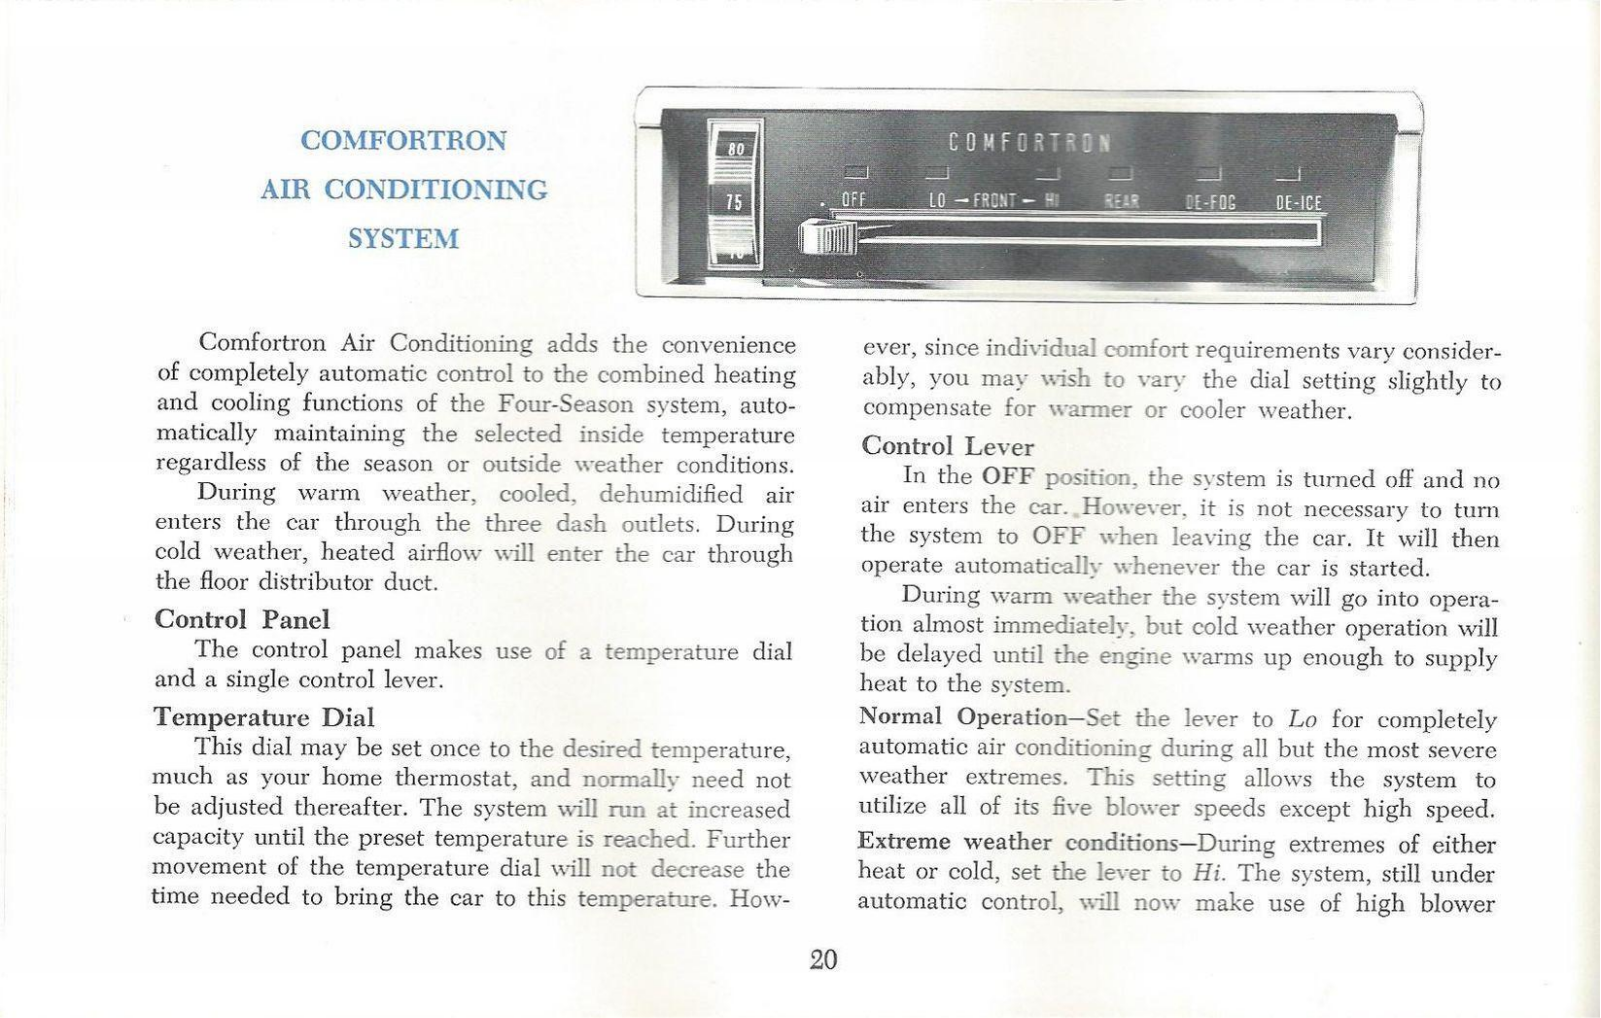 COMFORTRON
AIR CONDITIONING
SYSTEM
COMFORTRON
80
75
70
OFF
LO - FRONT - HI
REAR
DE-FOG
DE-ICE
Comfortron Air Conditioning adds the convenience
of completely automatic control to the combined heating
and cooling functions of the Four-Season system, auto-
matically maintaining the selected inside temperature
regardless of the season or outside weather conditions.
During warm weather, cooled, dehumidified air
enters the car through the three dash outlets. During
cold weather, heated airflow will enter the car through
the floor distributor duct.
Control Panel
The control panel makes use of a temperature dial
and a single control lever.
Temperature Dial
This dial may be set once to the desired temperature,
much as your home thermostat, and normally need not
be adjusted thereafter. The system will run at increased
capacity until the preset temperature is reached. Further
movement of the temperature dial will not decrease the
time needed to bring the car to this temperature. How-
ever, since individual comfort requirements vary consider-
ably, you may wish to vary the dial setting slightly to
compensate for warmer or cooler weather.
Control Lever
In the OFF position, the system is turned off and no
air enters the car. However, it is not necessary to turn
the system to OFF when leaving the car. It will then
operate automatically whenever the car is started.
During warm weather the system will go into opera-
tion almost immediately, but cold weather operation will
be delayed until the engine warms up enough to supply
heat to the system.
Normal Operation—Set the lever to Lo for completely
automatic air conditioning during all but the most severe
weather extremes. This setting allows the system to
utilize all of its five blower speeds except high speed.
Extreme weather conditions—During extremes of either
heat or cold, set the lever to Hi. The system, still under
automatic control, will now make use of high blower
20